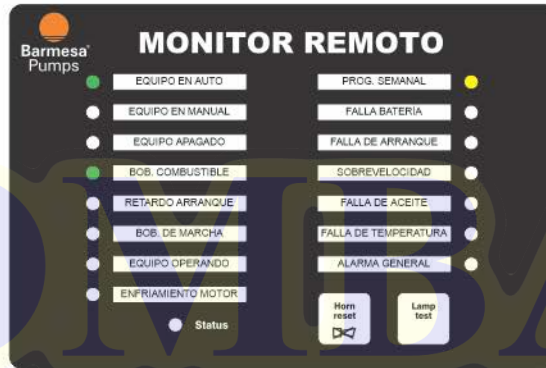 Barmesa
Pumps
MONITOR REMOTO
EQUIPO EN AUTO
EQUIPO EN MANUAL
EQUIPO APAGADO
BOB. COMBUSTIBLE
RETARDO ARRANQUE
BOB. DE MARCHA
EQUIPO OPERANDO
ENFRIAMIENTO MOTOR
Status
PROG. SEMANAL
FALLA BATERÍA
FALLA DE ARRANQUE
SOBREVELOCIDAD
FALLA DE ACEITE
FALLA DE TEMPERATURA
ALARMA GENERAL
Horn
reset
Lamp
test